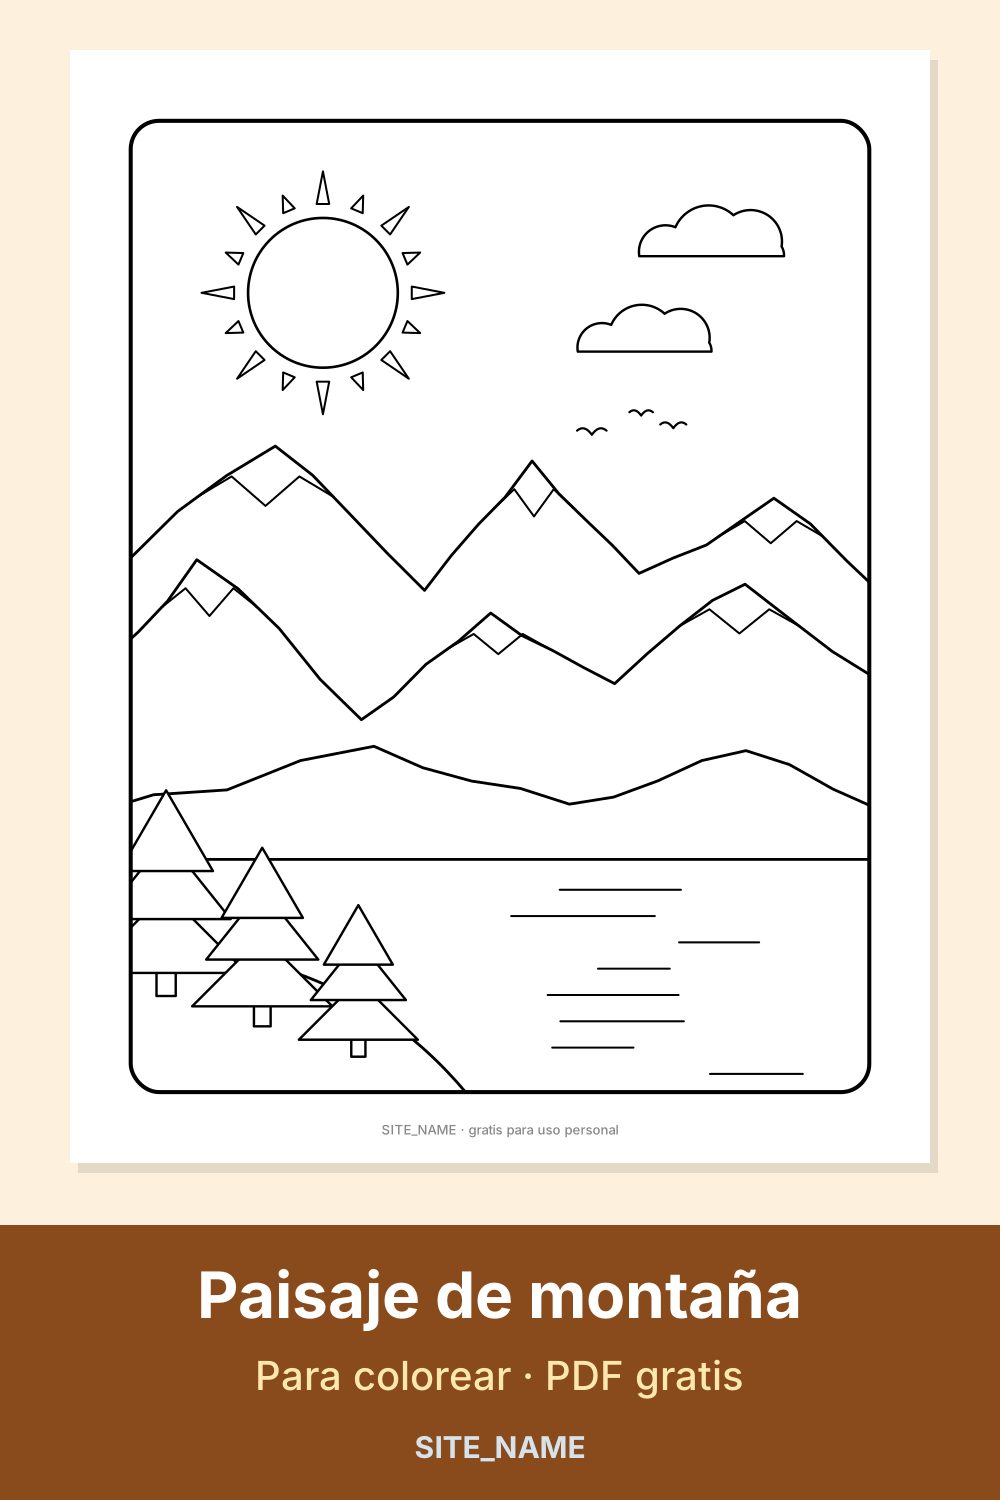 SITE_NAME · gratis para uso personal
Paisaje de montaña
Para colorear · PDF gratis
SITE_NAME